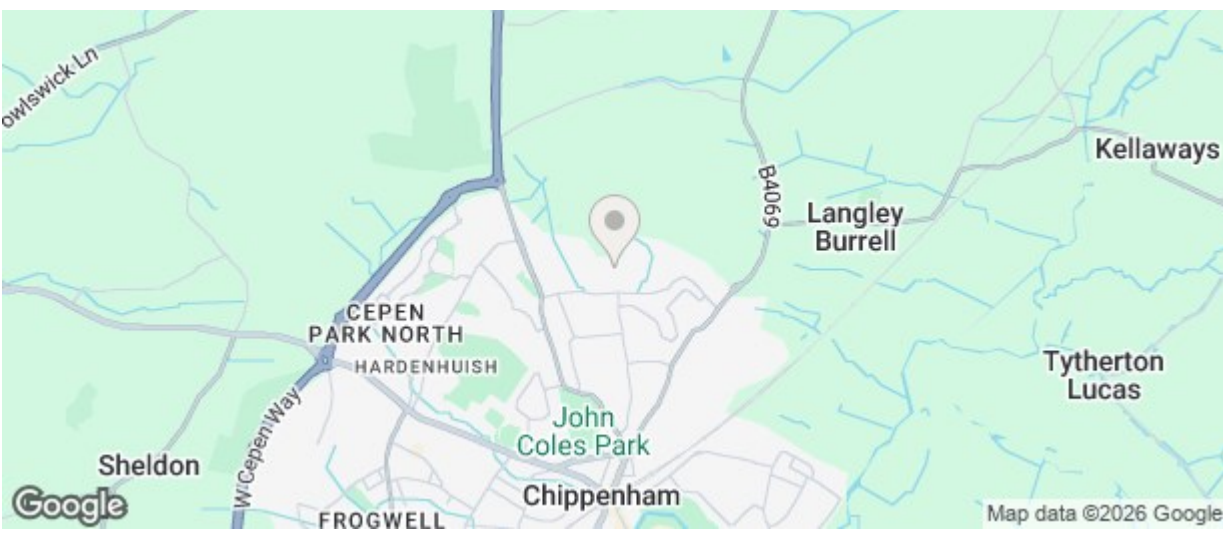 owlswick Ln
Kellaways
B4069
Langley
Burrell
CEPEN
PARK NORTH
HARDENHUISH
Tytherton
Lucas
W Cepen Way
John
Coles Park
Sheldon
Chippenham
Google
FROGWELL
Map data ©2026 Google